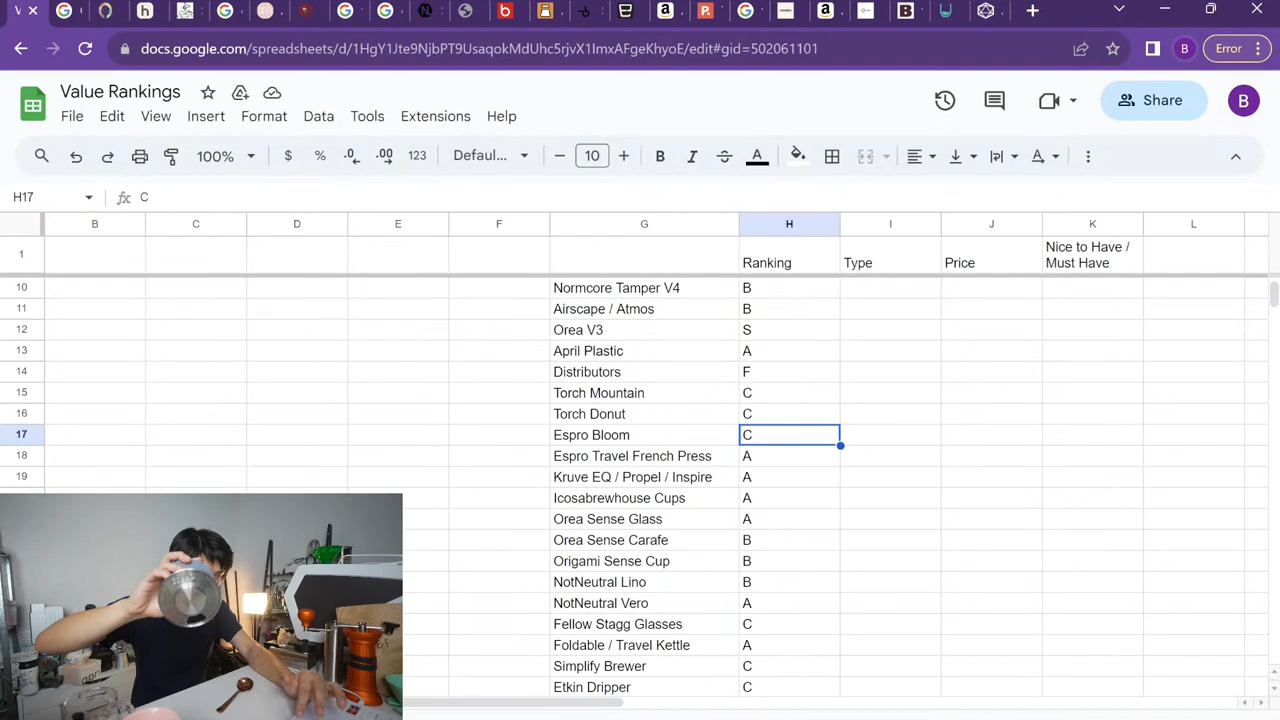 docs.google.com/spreadsheets/d/1HgY1Jte9NjbPT9UsaqokMdUhc5rjvX1ImxAFgeKhyoE/edit#gid=502061101
B
Error
Value Rankings
Share
B
File Edit View Insert Format Data Tools Extensions Help
100% $ % .0 .00 123 Defaul... 10 B I A
H17 fx C
B C D E F G H I J K L
1 Ranking Type Price Nice to Have / Must Have
10 Normcore Tamper V4 B
11 Airscape / Atmos B
12 Orea V3 S
13 April Plastic A
14 Distributors F
15 Torch Mountain C
16 Torch Donut C
17 Espro Bloom C
18 Espro Travel French Press A
19 Kruve EQ / Propel / Inspire A
Icosabrewhouse Cups A
Orea Sense Glass A
Orea Sense Carafe B
Origami Sense Cup B
NotNeutral Lino B
NotNeutral Vero A
Fellow Stagg Glasses C
Foldable / Travel Kettle A
Simplify Brewer C
Etkin Dripper C